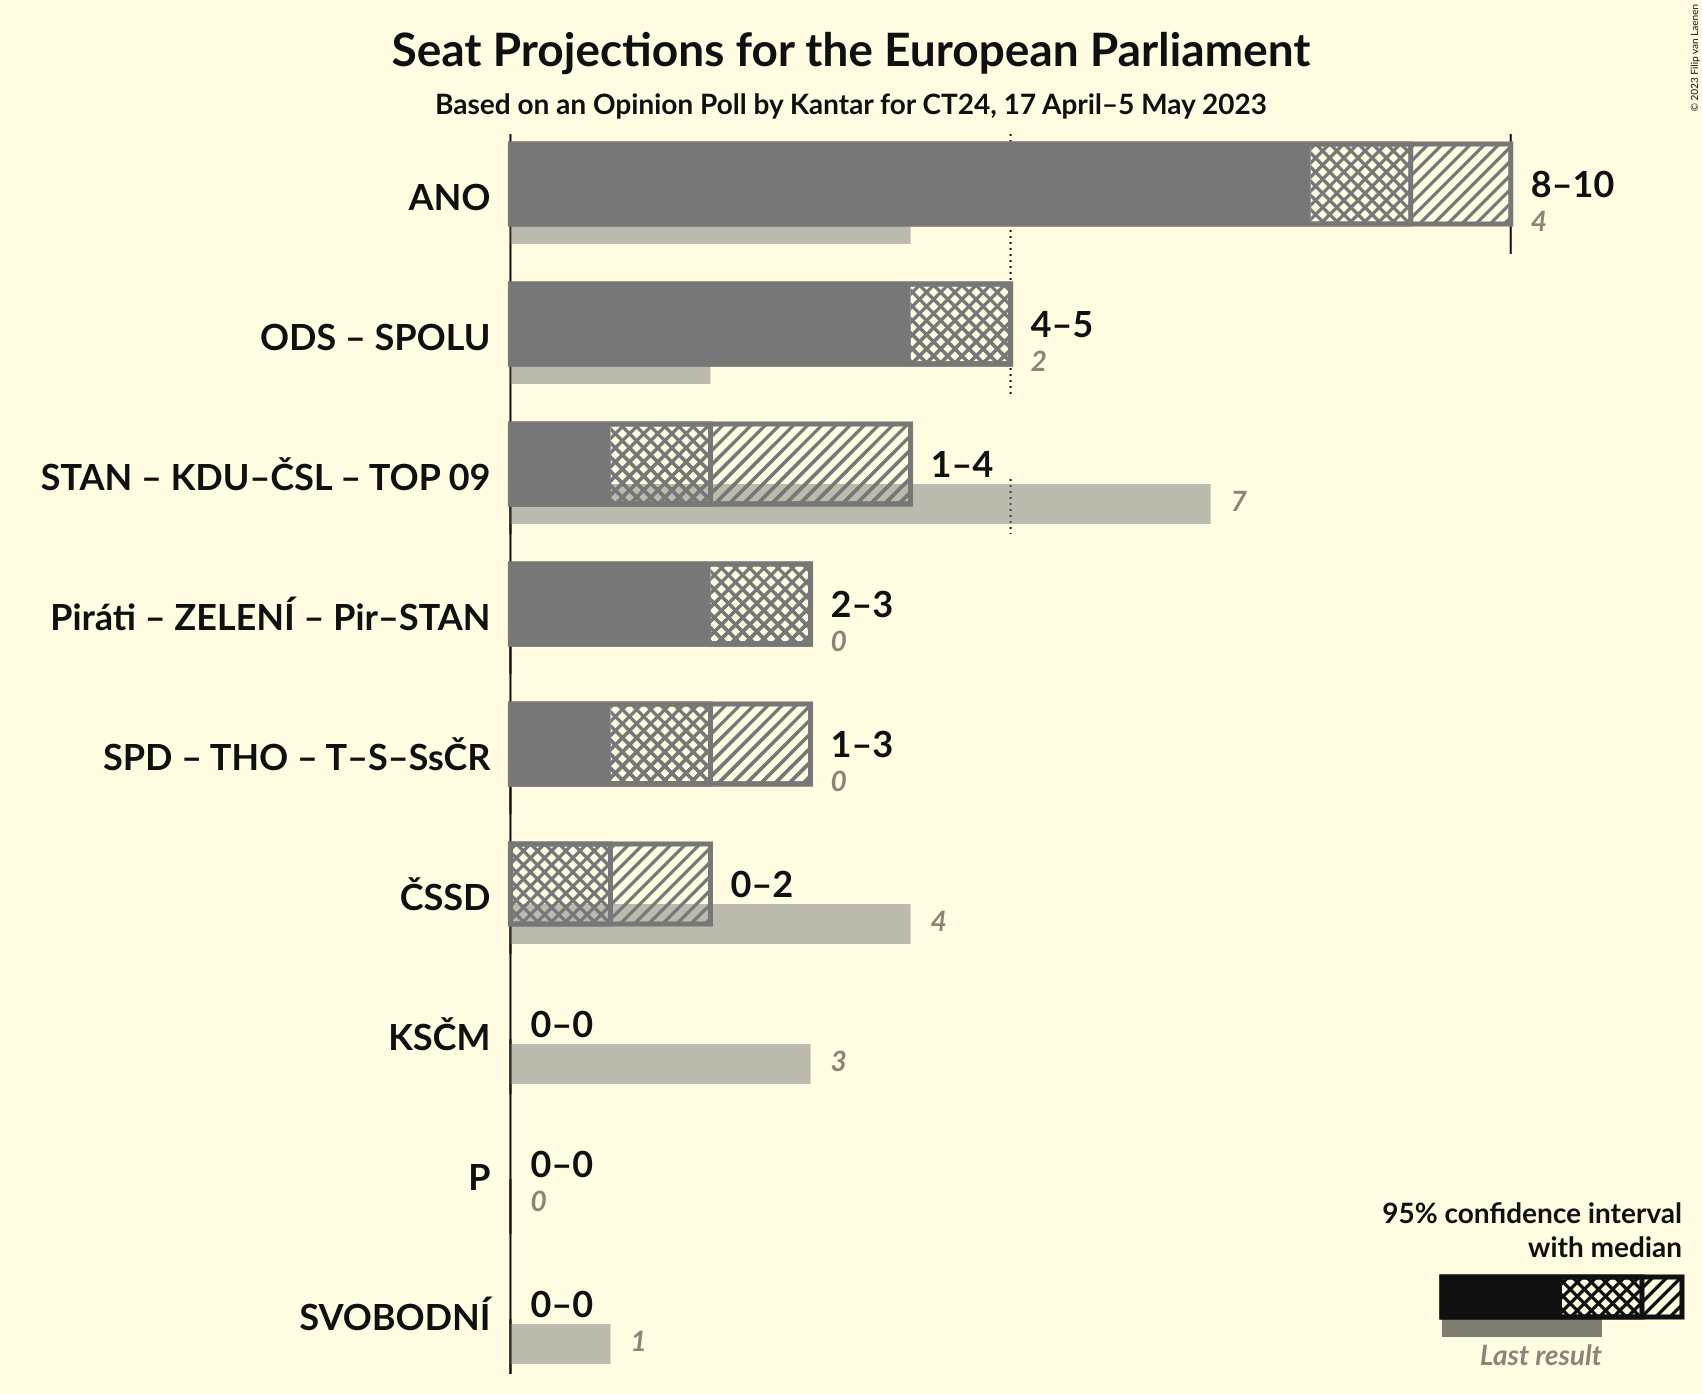 Seat Projections for the European Parliament
Based on an Opinion Poll by Kantar for CT24, 17 April–5 May 2023
© 2023 Filip van Laenen
ANO
8–10
4
ODS – SPOLU
4–5
2
STAN – KDU–ČSL – TOP 09
1–4
7
Piráti – ZELENÍ – Pir–STAN
2–3
0
SPD – THO – T–S–SsČR
1–3
0
ČSSD
0–2
4
KSČM
0–0
3
P
0–0
0
SVOBODNÍ
0–0
1
95% confidence interval
with median
Last result